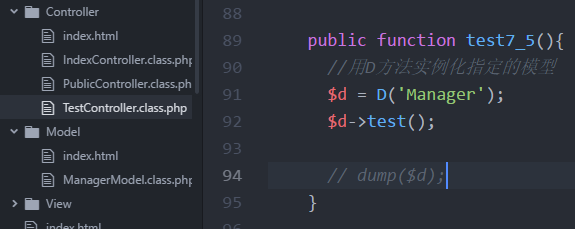 Controller
index.html
IndexController.class.php
PublicController.class.php
TestController.class.php
Model
index.html
ManagerModel.class.php
View
index.html
88
89 public function test7_5(){
90 //用D方法实例化指定的模型
91 $d = D('Manager');
92 $d->test();
93
94 // dump($d);
95 }